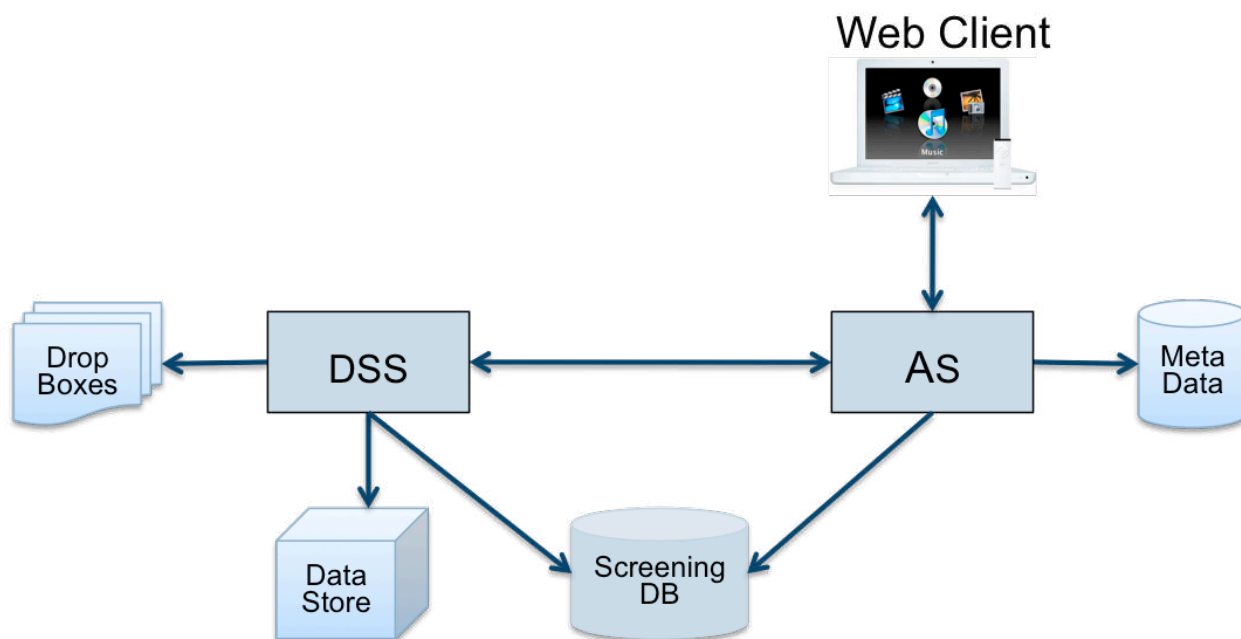 Web Client
Music
Drop
Boxes
DSS
AS
Meta
Data
Data
Store
Screening
DB